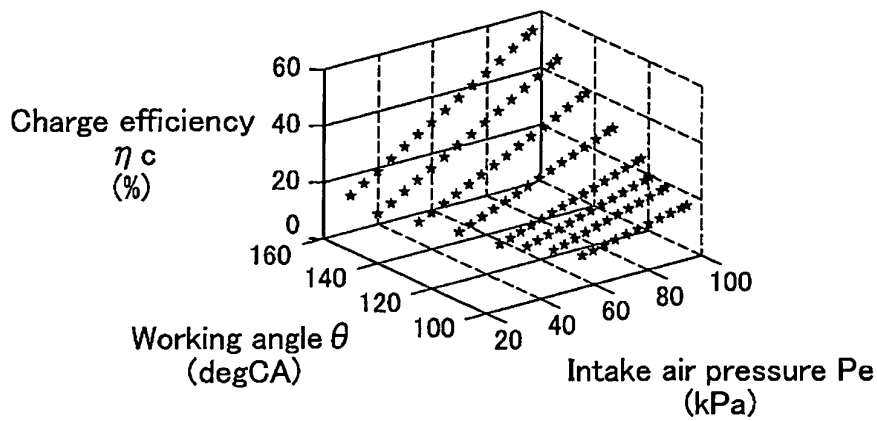 60
Charge efficiency
40
η c
(%)
20
0
160
140
120
100
Working angle θ
(degCA)
20
40
60
80
100
Intake air pressure Pe
(kPa)